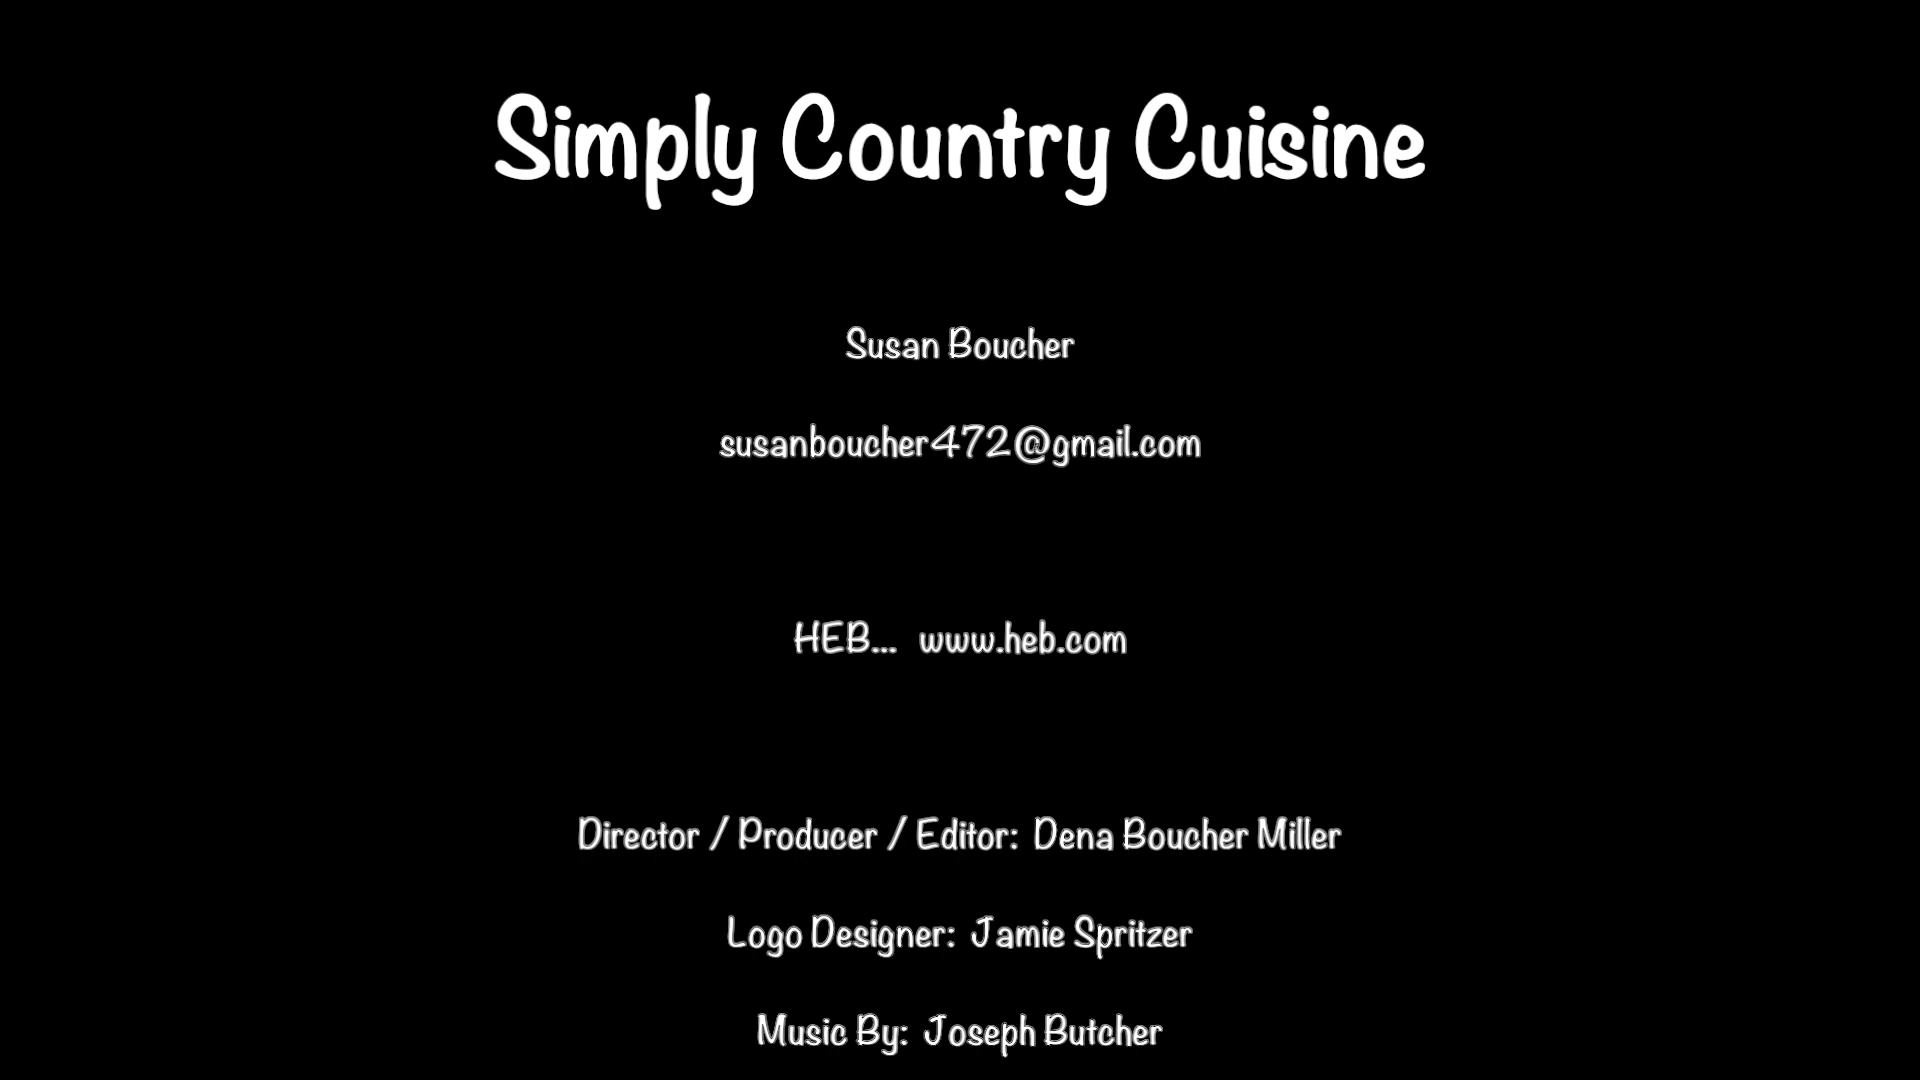 Simply Country Cuisine
Susan Boucher
susanboucher472@gmail.com
HEB... www.heb.com
Director / Producer / Editor: Dena Boucher Miller
Logo Designer: Jamie Spritzer
Music By: Joseph Butcher